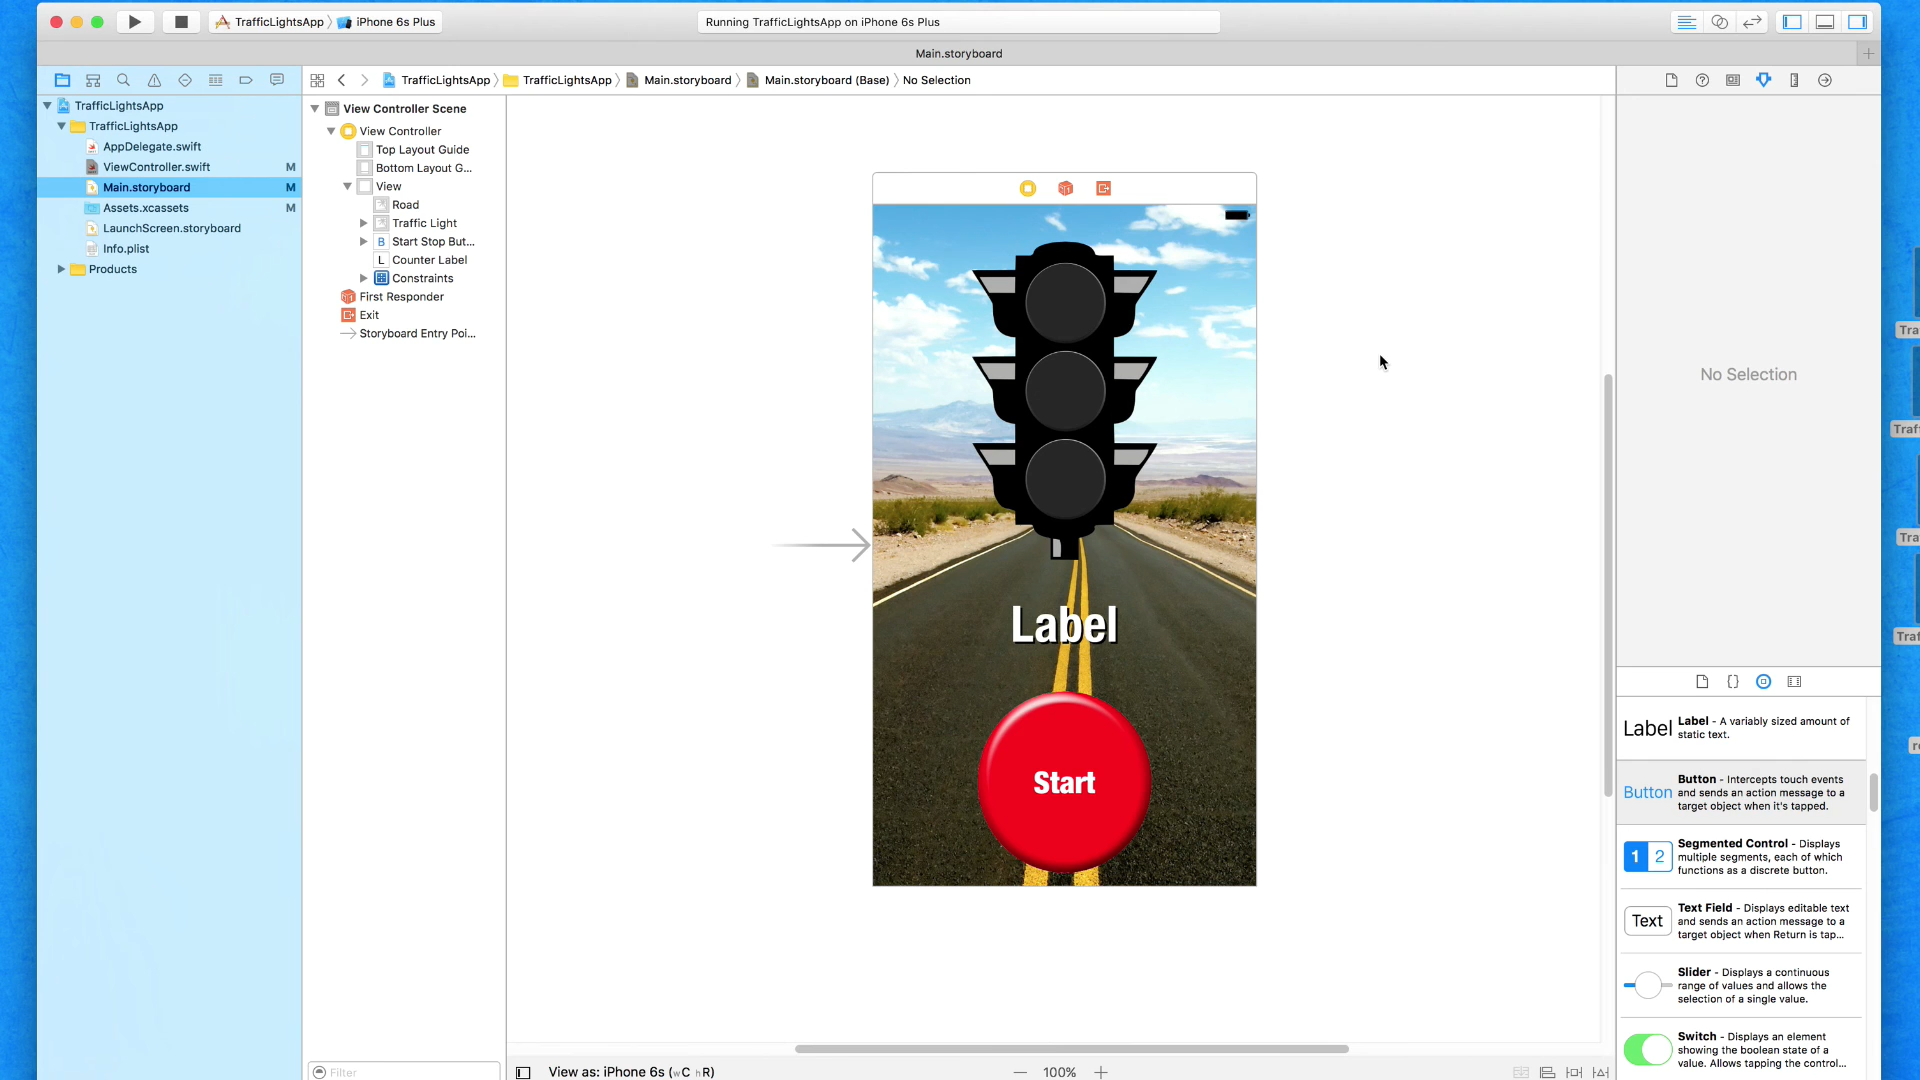 TrafficLightsApp
iPhone 6s Plus
Running TrafficLightsApp on iPhone 6s Plus
Main.storyboard
TrafficLightsApp
TrafficLightsApp
Main.storyboard
Main.storyboard (Base)
No Selection
TrafficLightsApp
TrafficLightsApp
AppDelegate.swift
ViewController.swift M
Main.storyboard M
Assets.xcassets M
LaunchScreen.storyboard
Info.plist
Products
View Controller Scene
View Controller
Top Layout Guide
Bottom Layout G...
View
Road
Traffic Light
B Start Stop But...
L Counter Label
Constraints
First Responder
Exit
Storyboard Entry Poi...
Label
Start
No Selection
Label Label - A variably sized amount of
static text.
Button Button - Intercepts touch events
and sends an action message to a
target object when it's tapped.
1 2 Segmented Control - Displays
multiple segments, each of which
functions as a discrete button.
Text Text Field - Displays editable text
and sends an action message to a
target object when Return is tap...
Slider - Displays a continuous
range of values and allows the
selection of a single value.
Switch - Displays an element
showing the boolean state of a
value. Allows tapping the control...
Filter
View as: iPhone 6s (wC hR)
100%
Tra
Traff
Tra
Traf